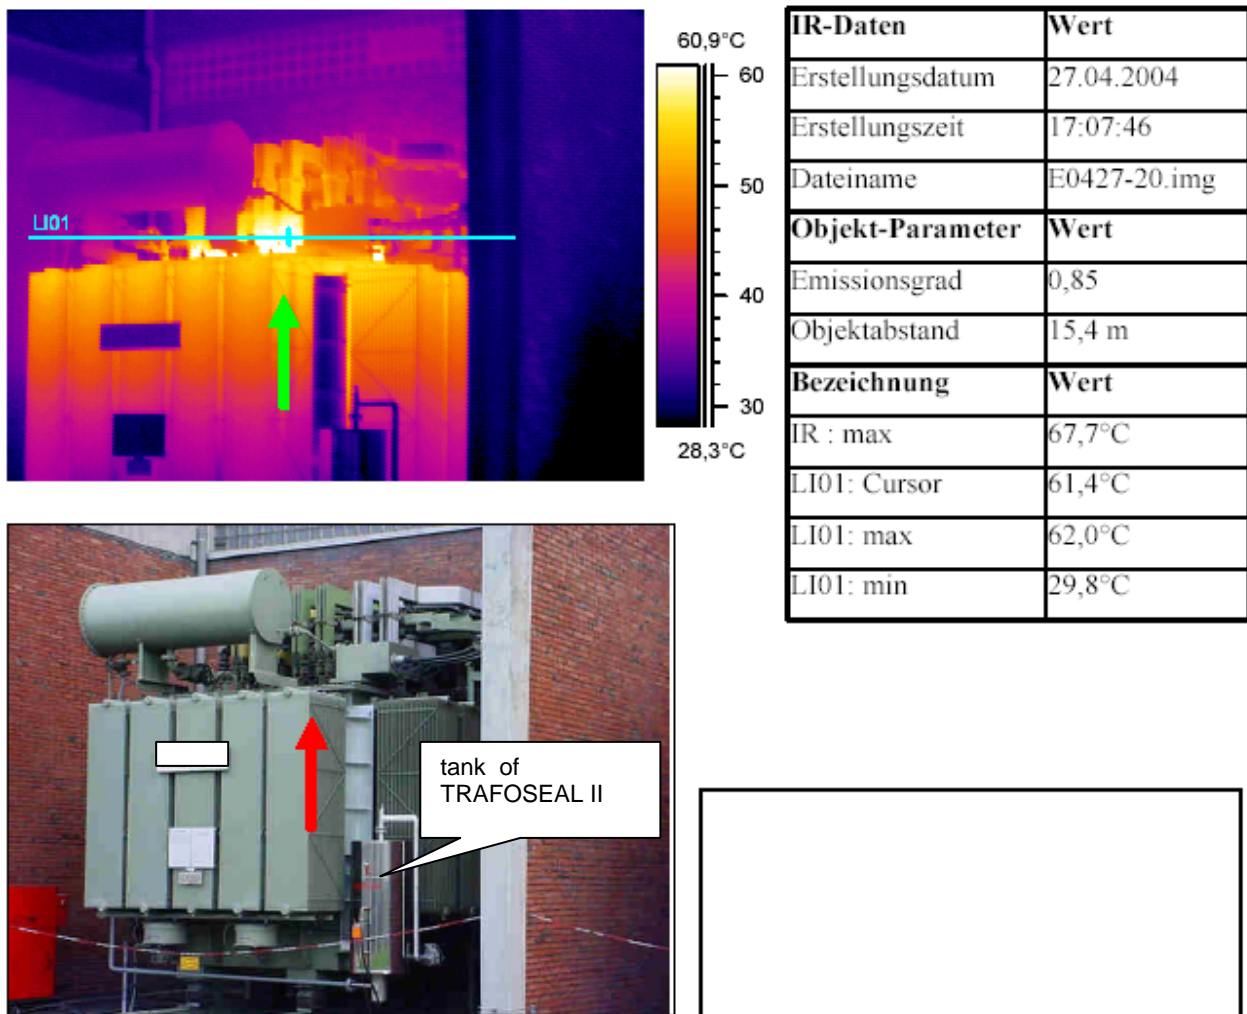 60,9°C
60
50
40
30
28,3°C
LI01
IR-Daten Wert
Erstellungsdatum 27.04.2004
Erstellungszeit 17:07:46
Dateiname E0427-20.img
Objekt-Parameter Wert
Emissionsgrad 0,85
Objektabstand 15,4 m
Bezeichnung Wert
IR : max 67,7°C
LI01: Cursor 61,4°C
LI01: max 62,0°C
LI01: min 29,8°C
tank of
TRAFOSEAL II